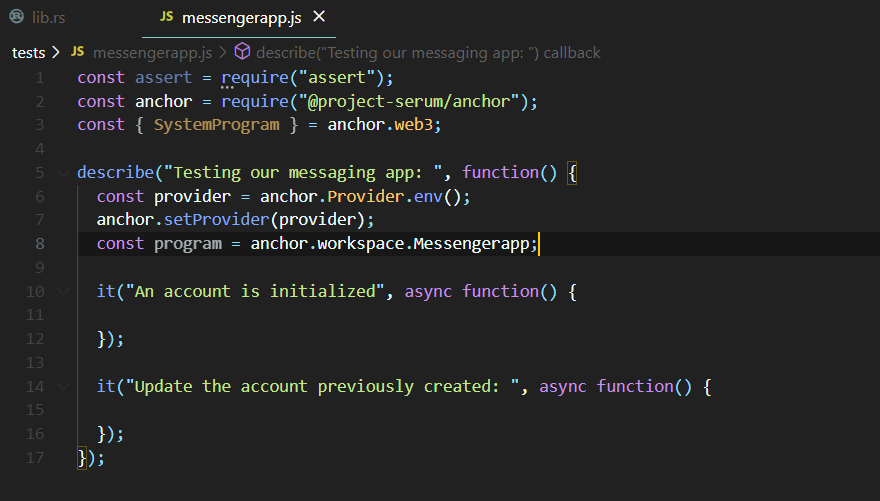 lib.rs
JS messengerapp.js ×
tests > JS messengerapp.js > describe("Testing our messaging app: ") callback
1 const assert = require("assert");
2 const anchor = require("@project-serum/anchor");
3 const { SystemProgram } = anchor.web3;
4
5 describe("Testing our messaging app: ", function() {
6 const provider = anchor.Provider.env();
7 anchor.setProvider(provider);
8 const program = anchor.workspace.Messengerapp;
9
10 it("An account is initialized", async function() {
11
12 });
13
14 it("Update the account previously created: ", async function() {
15
16 });
17 });